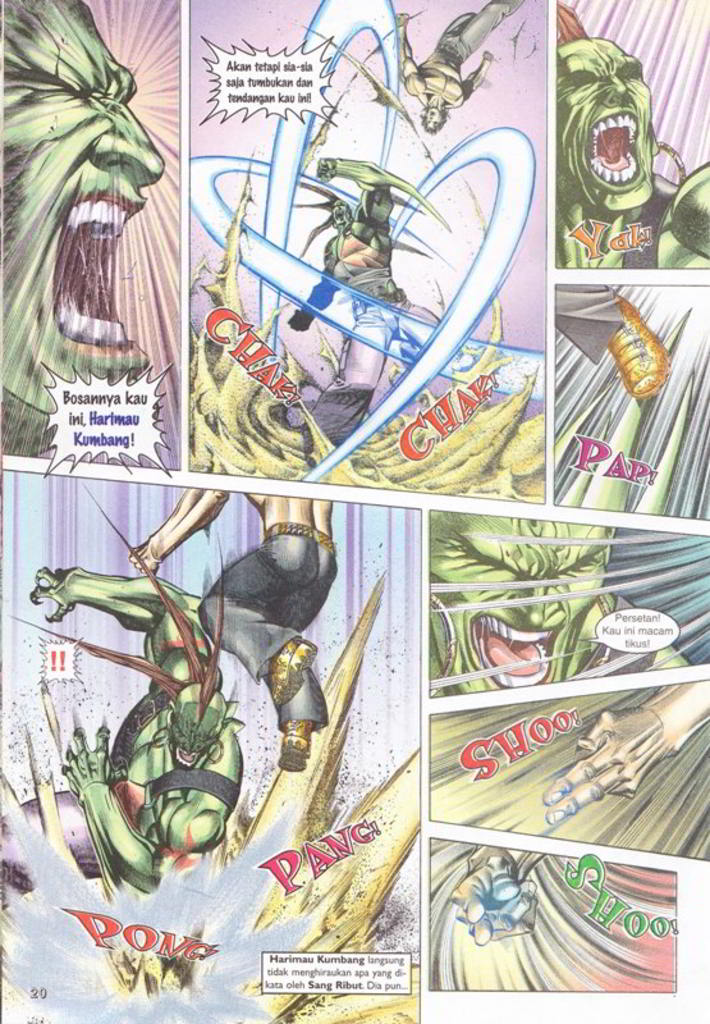 Bosannya kau
ini, Harimau
Kumbang!
Akan tetapi sia-sia
saja tumbukan dan
tendangan kau ini!
CHAK!
CHAK!
Yah!
PAP!
!!
PONG!
PANG!
Harimau Kumbang langsung
tidak menghiraukan apa yang di-
kata oleh Sang Ribut. Dia pun...
Persetan!
Kau ini macam
tikus!
SHOO!
SHOO!
20